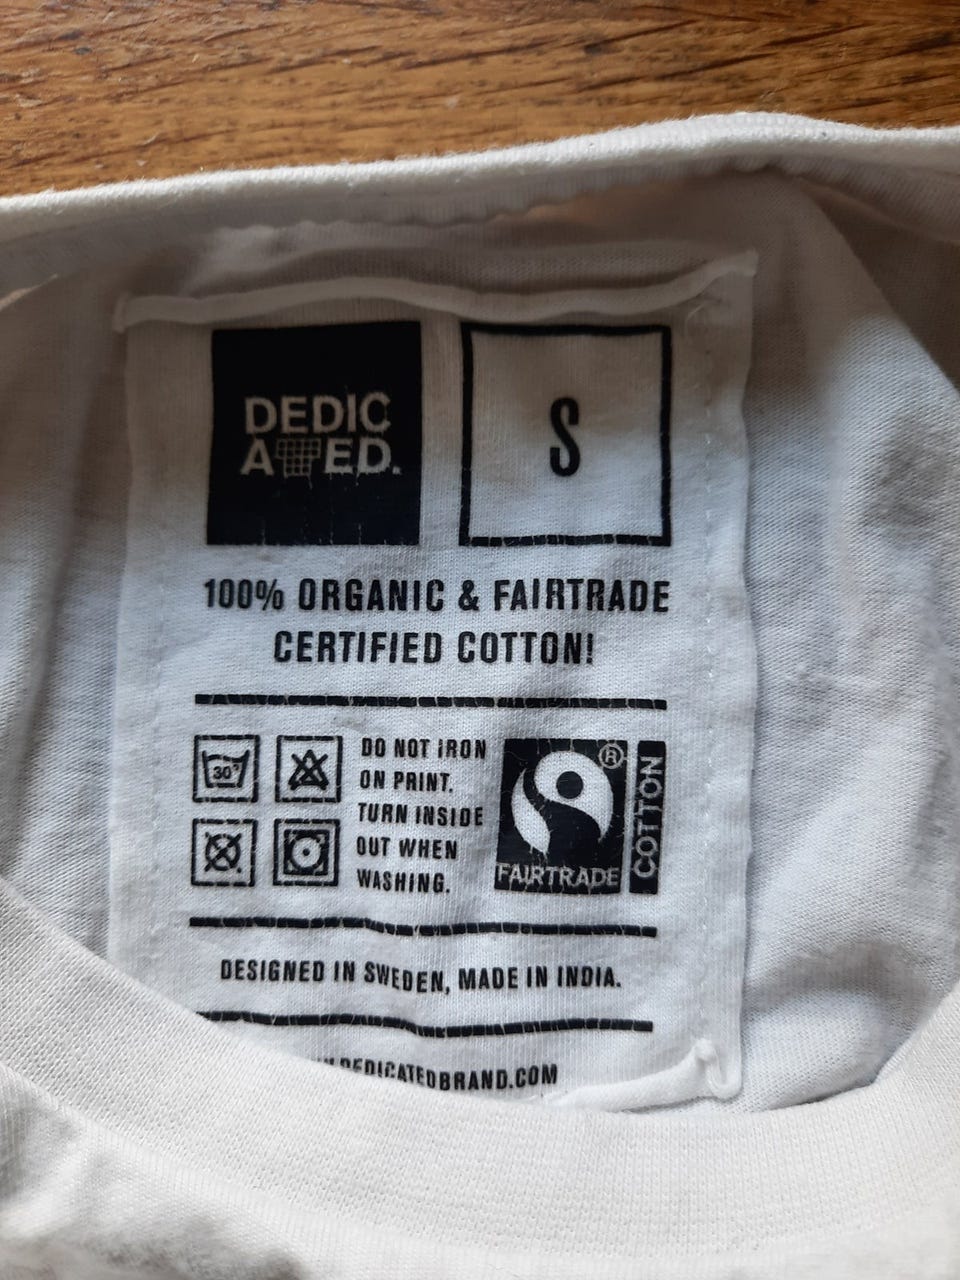 DEDIC
A ED.
S
100% ORGANIC & FAIRTRADE
CERTIFIED COTTON!
30°
DO NOT IRON
ON PRINT.
TURN INSIDE
OUT WHEN
WASHING.
®
FAIRTRADE
COTTON
DESIGNED IN SWEDEN, MADE IN INDIA.
DEDICATEDBRAND.COM